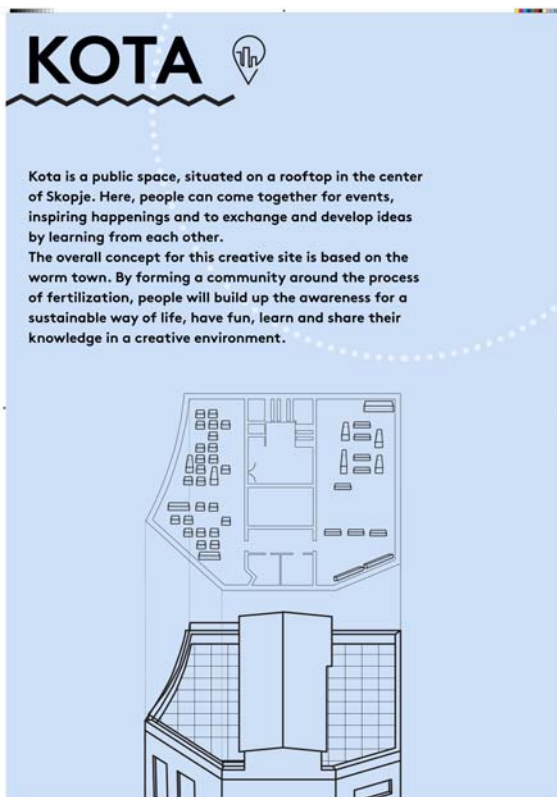 KOTA
Kota is a public space, situated on a rooftop in the center
of Skopje. Here, people can come together for events,
inspiring happenings and to exchange and develop ideas
by learning from each other.
The overall concept for this creative site is based on the
worm town. By forming a community around the process
of fertilization, people will build up the awareness for a
sustainable way of life, have fun, learn and share their
knowledge in a creative environment.